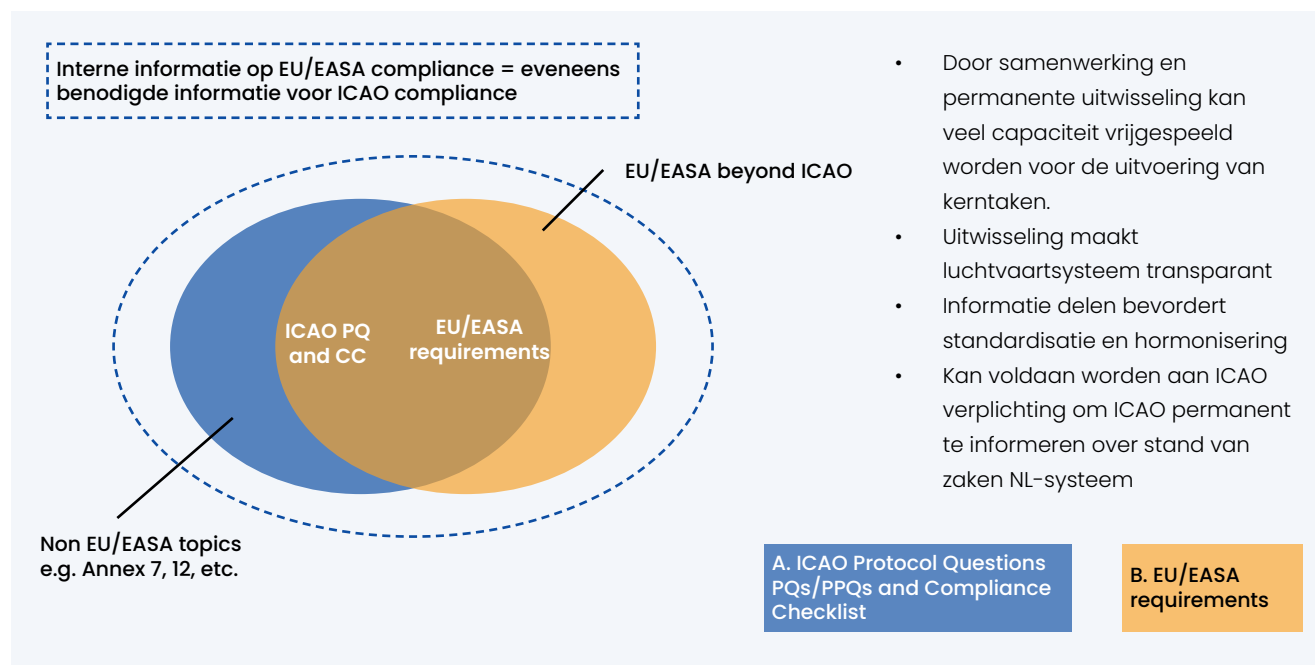 Interne informatie op EU/EASA compliance = eveneens
benodigde informatie voor ICAO compliance
EU/EASA beyond ICAO
ICAO PQ
and CC
EU/EASA
requirements
Non EU/EASA topics
e.g. Annex 7, 12, etc.
• Door samenwerking en
permanente uitwisseling kan
veel capaciteit vrijgespeeld
worden voor de uitvoering van
kerntaken.
• Uitwisseling maakt
luchtvaartsysteem transparant
• Informatie delen bevordert
standardisatie en hormonisering
• Kan voldaan worden aan ICAO
verplichting om ICAO permanent
te informeren over stand van
zaken NL-systeem
A. ICAO Protocol Questions
PQs/PPQs and Compliance
Checklist
B. EU/EASA
requirements